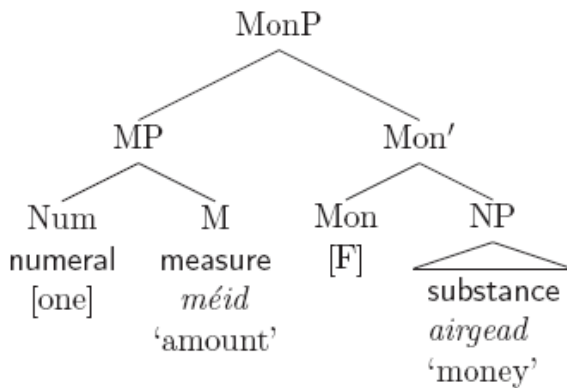 MonP
MP Mon′
Num M Mon NP
numeral measure [F]
substance
[one] méid airgead
‘amount’ ‘money’